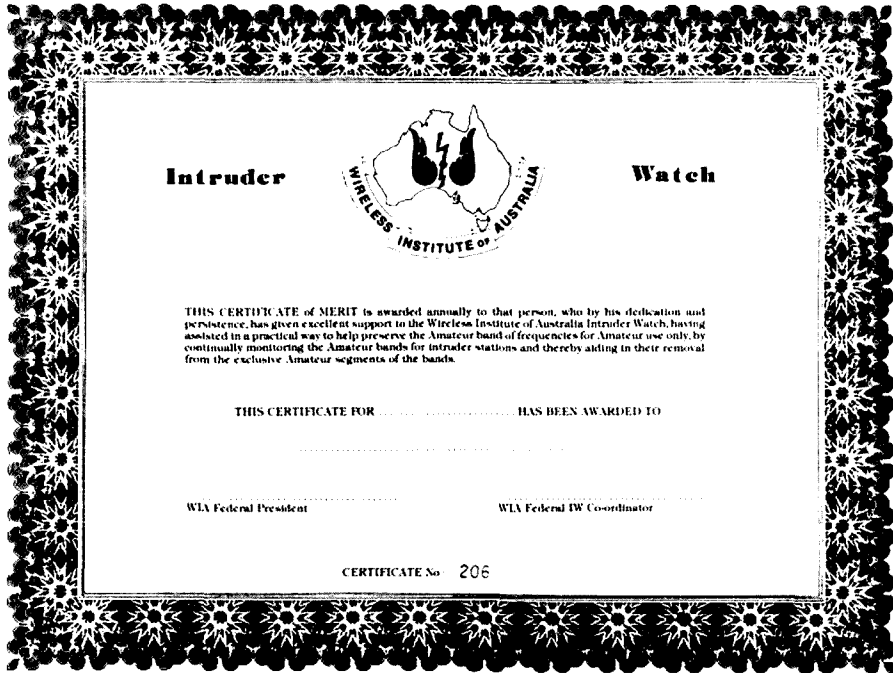 Intruder Watch
WIRELESS INSTITUTE OF AUSTRALIA
THIS CERTIFICATE of MERIT is awarded annually to that person, who by his dedication and
persistence, has given excellent support to the Wireless Institute of Australia Intruder Watch, having
assisted in a practical way to help preserve the Amateur band of frequencies for Amateur use only, by
continually monitoring the Amateur bands for intruder stations and thereby aiding in their removal
from the exclusive Amateur segments of the bands.
THIS CERTIFICATE FOR ........................ HAS BEEN AWARDED TO
WIA Federal President
WIA Federal IW Co-ordinator
CERTIFICATE No 206